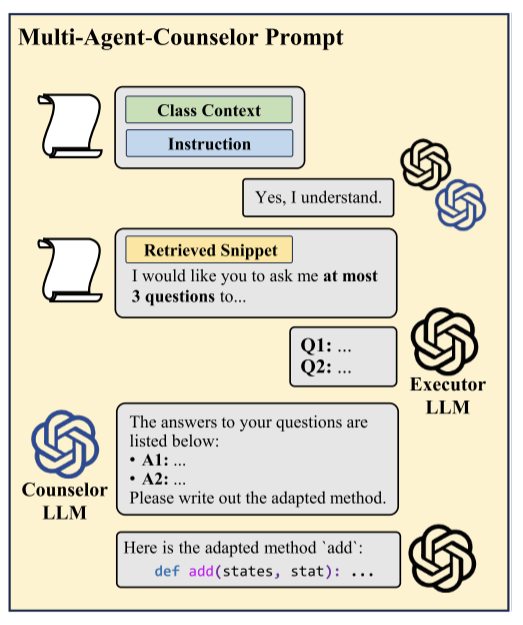 Multi-Agent-Counselor Prompt
Class Context
Instruction
Yes, I understand.
Retrieved Snippet
I would like you to ask me at most
3 questions to...
Q1: ...
Q2: ...
Executor
LLM
The answers to your questions are
listed below:
• A1: ...
• A2: ...
Please write out the adapted method.
Counselor
LLM
Here is the adapted method `add`:
def add(states, stat): ...